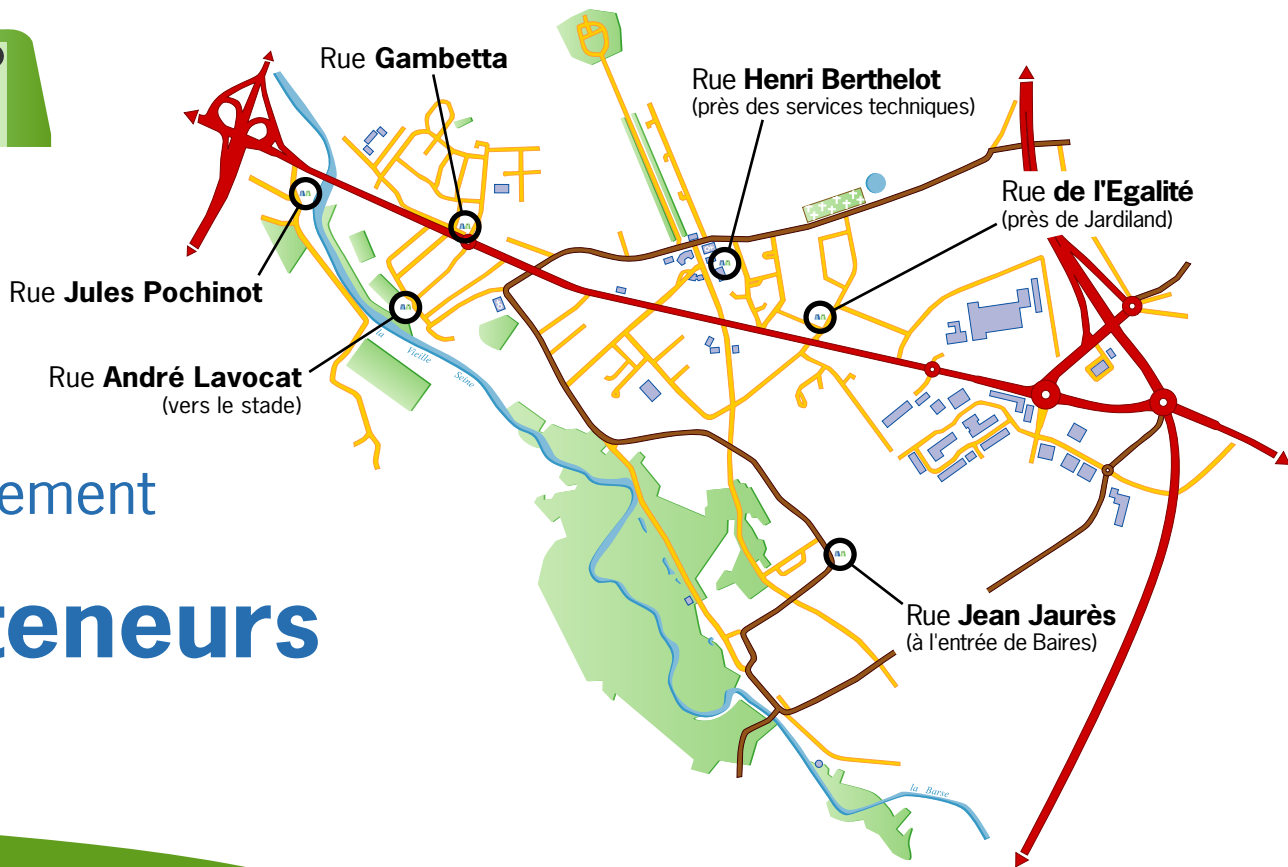 Rue Gambetta
Rue Henri Berthelot
(près des services techniques)
Rue de l'Egalité
(près de Jardiland)
Rue Jules Pochinot
Rue André Lavocat
(vers le stade)
la Vieille Seine
ement
teneurs
Rue Jean Jaurès
(à l'entrée de Baires)
la Barse